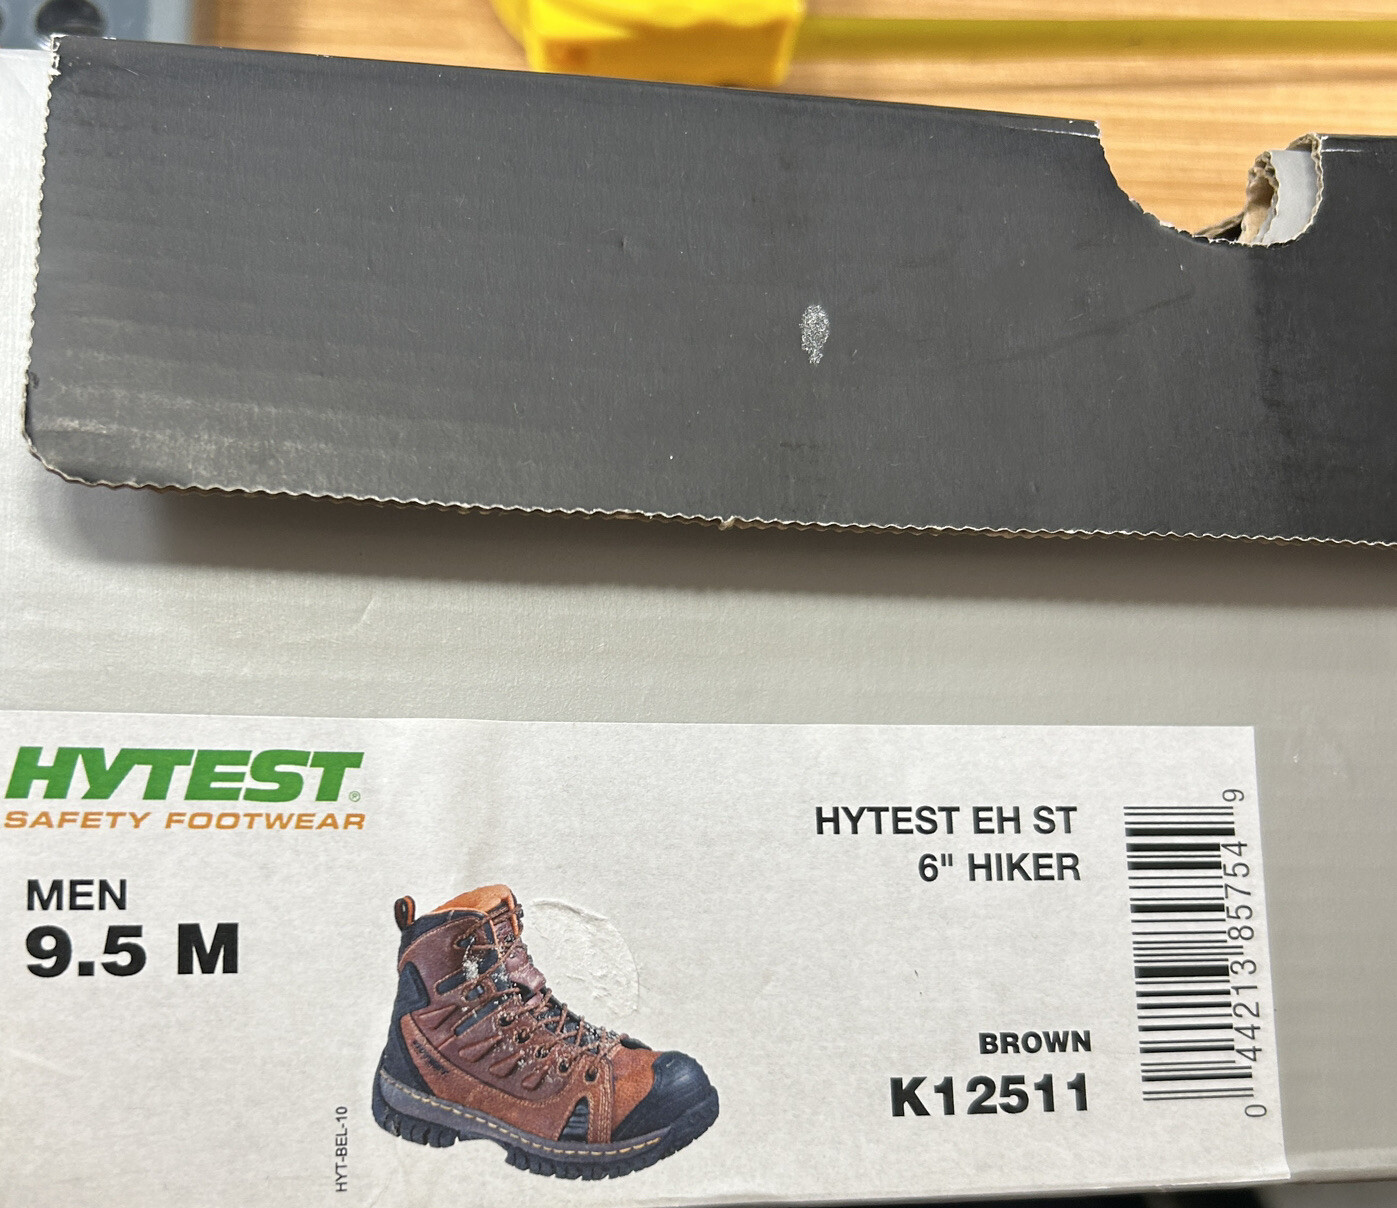 HYTEST®
SAFETY FOOTWEAR
MEN
9.5 M
HYTEST EH ST
6" HIKER
BROWN
K12511
HYT-BEL-10
0 44213 85754 9